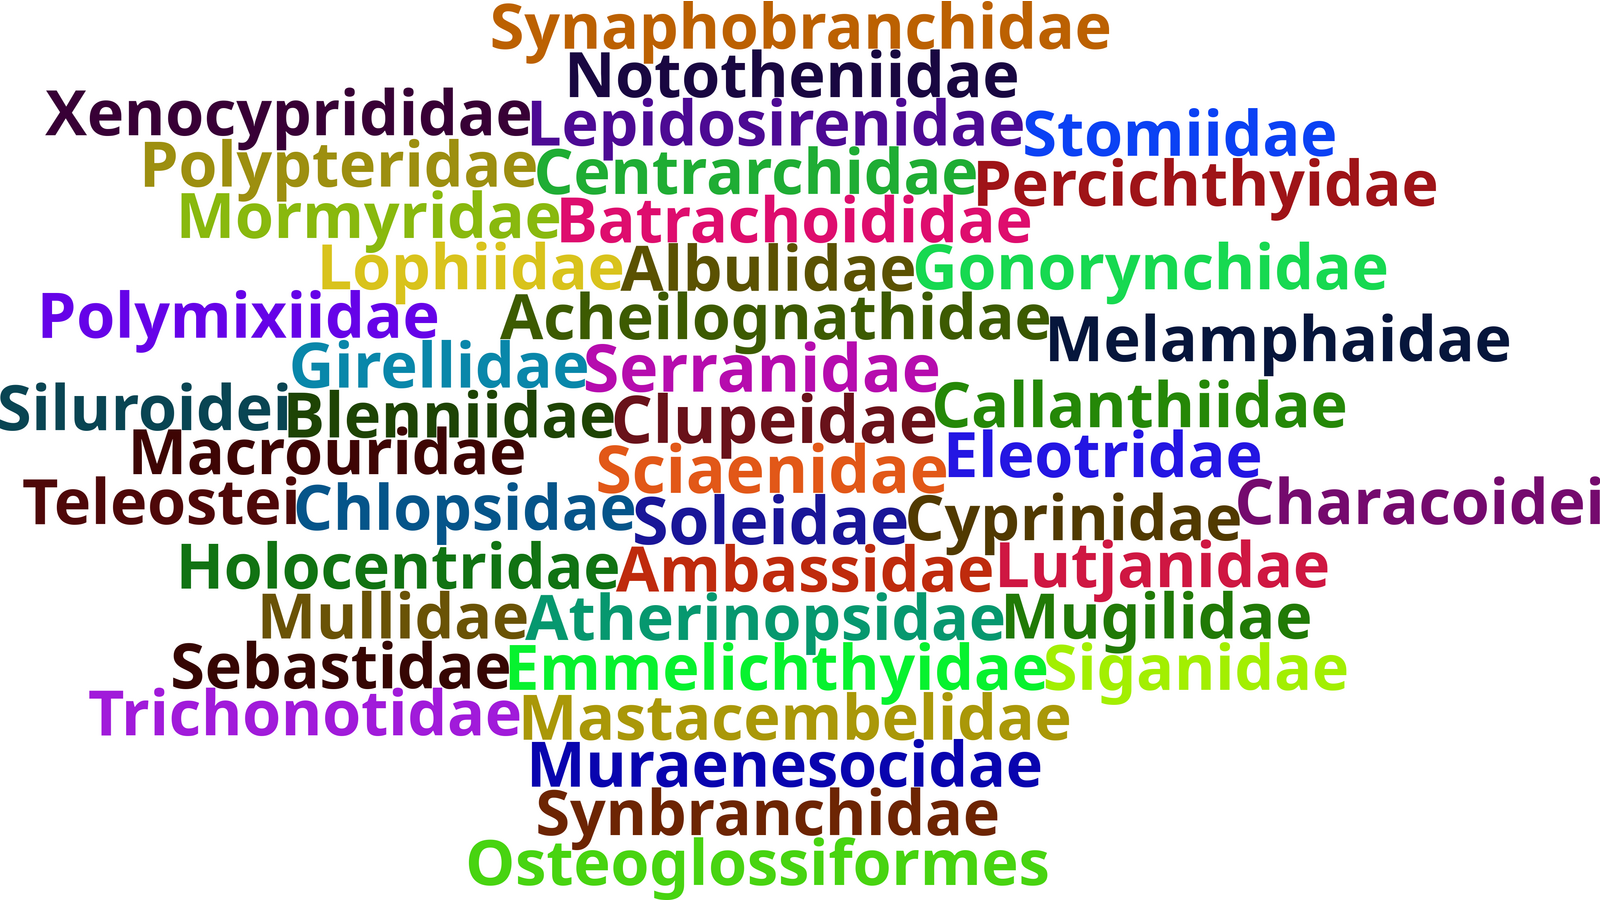 Synaphobranchidae
Nototheniidae
Xenocyprididae Lepidosirenidae Stomiidae
Polypteridae Centrarchidae Percichthyidae
Mormyridae Batrachoididae
Lophiidae Albulidae Gonorynchidae
Polymixiidae Acheilognathidae Melamphaidae
Girellidae Serranidae
Siluroidei Blenniidae Clupeidae Callanthiidae
Macrouridae Sciaenidae Eleotridae
Teleostei Chlopsidae Soleidae Cyprinidae Characoidei
Holocentridae Ambassidae Lutjanidae
Mullidae Atherinopsidae Mugilidae
Sebastidae Emmelichthyidae Siganidae
Trichonotidae Mastacembelidae
Muraenesocidae
Synbranchidae
Osteoglossiformes